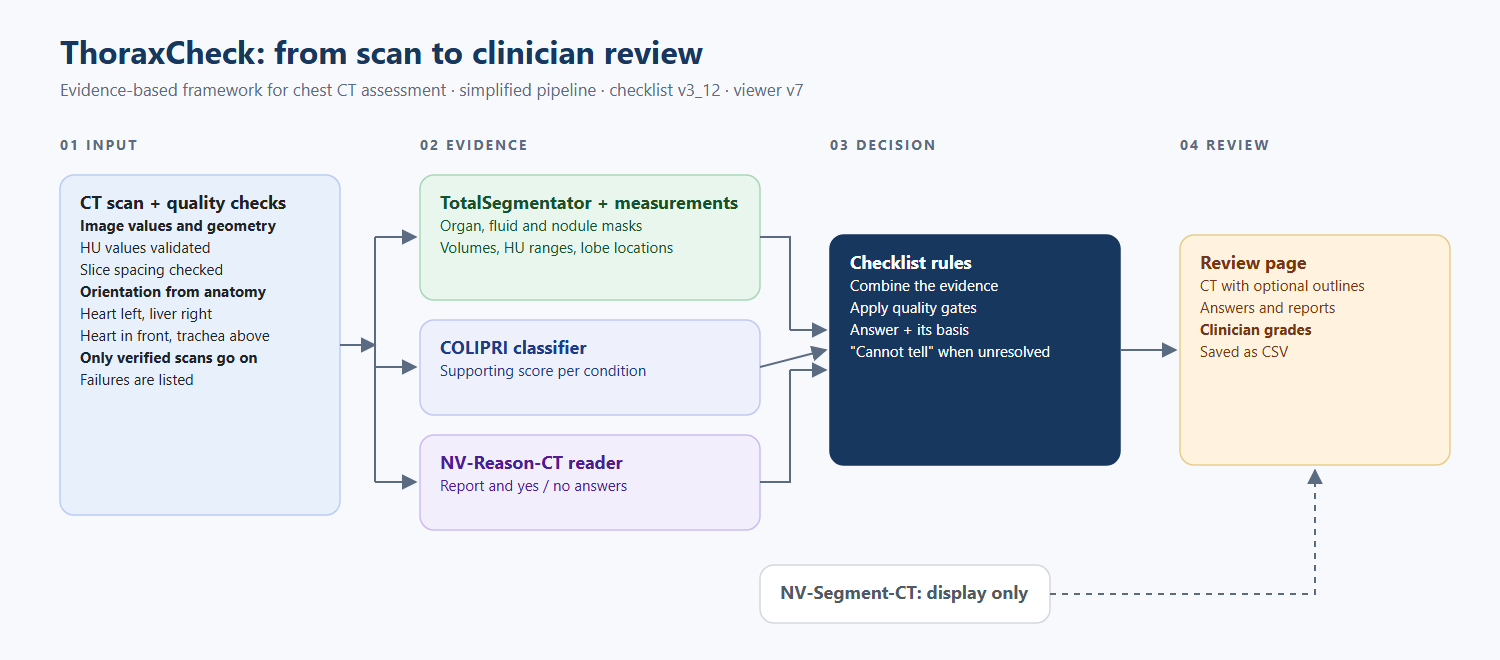 ThoraxCheck: from scan to clinician review
Evidence-based framework for chest CT assessment · simplified pipeline · checklist v3_12 · viewer v7
01 INPUT
CT scan + quality checks
Image values and geometry
HU values validated
Slice spacing checked
Orientation from anatomy
Heart left, liver right
Heart in front, trachea above
Only verified scans go on
Failures are listed
02 EVIDENCE
TotalSegmentator + measurements
Organ, fluid and nodule masks
Volumes, HU ranges, lobe locations
COLIPRI classifier
Supporting score per condition
NV-Reason-CT reader
Report and yes / no answers
03 DECISION
Checklist rules
Combine the evidence
Apply quality gates
Answer + its basis
"Cannot tell" when unresolved
04 REVIEW
Review page
CT with optional outlines
Answers and reports
Clinician grades
Saved as CSV
NV-Segment-CT: display only